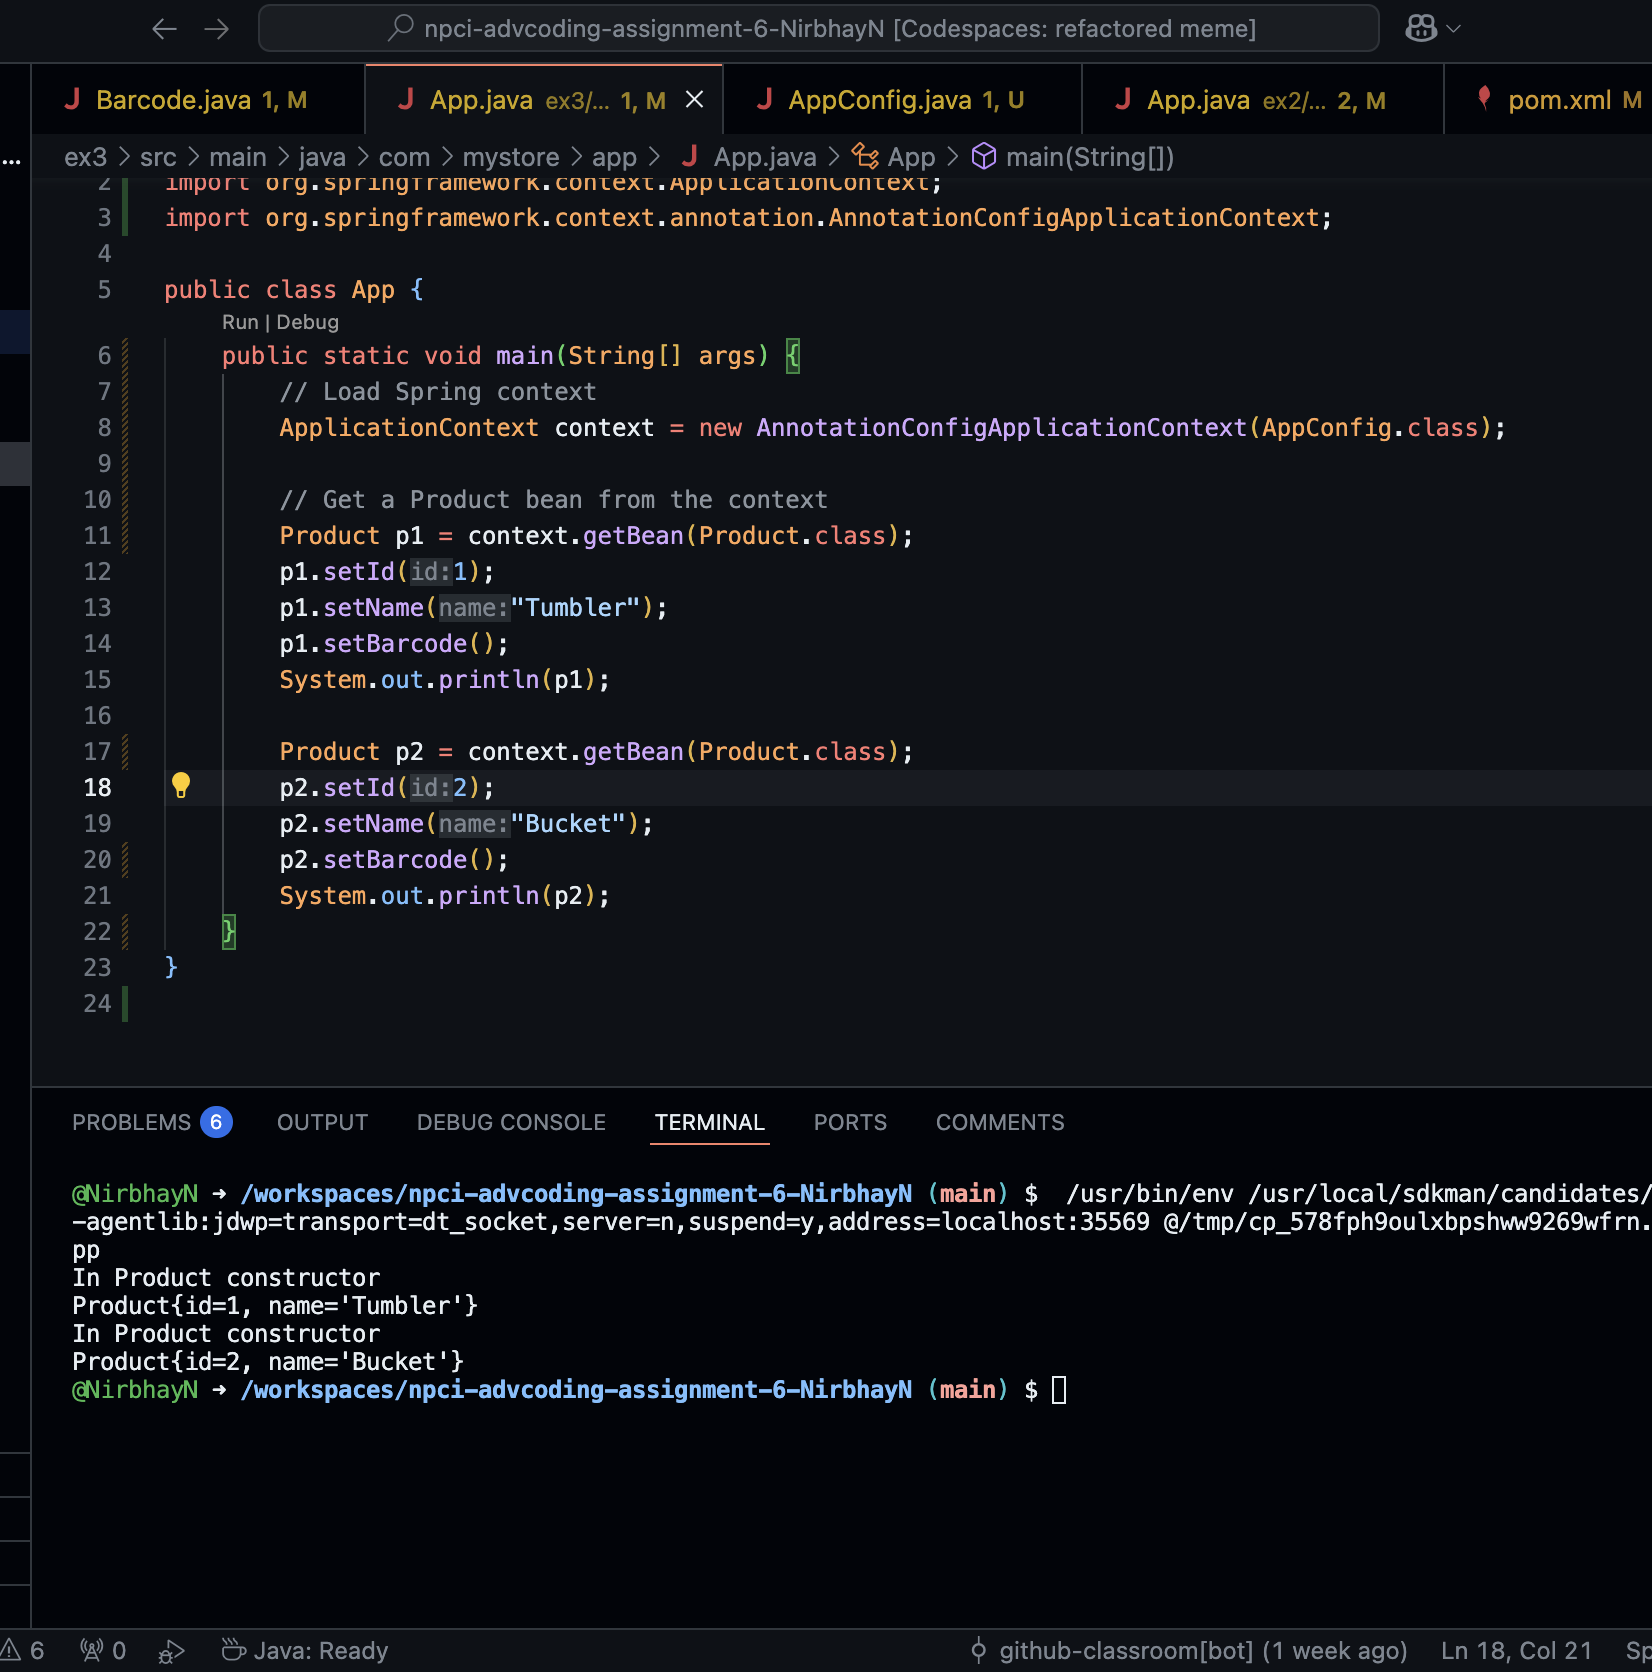 npci-advcoding-assignment-6-NirbhayN [Codespaces: refactored meme]
Barcode.java 1, M
App.java ex3/... 1, M
AppConfig.java 1, U
App.java ex2/... 2, M
pom.xml M
...
ex3 > src > main > java > com > mystore > app > App.java > App > main(String[])
2 import org.springframework.context.ApplicationContext;
3 import org.springframework.context.annotation.AnnotationConfigApplicationContext;
4
5 public class App {
Run | Debug
6 public static void main(String[] args) {
7 // Load Spring context
8 ApplicationContext context = new AnnotationConfigApplicationContext(AppConfig.class);
9
10 // Get a Product bean from the context
11 Product p1 = context.getBean(Product.class);
12 p1.setId(id:1);
13 p1.setName(name:"Tumbler");
14 p1.setBarcode();
15 System.out.println(p1);
16
17 Product p2 = context.getBean(Product.class);
18 p2.setId(id:2);
19 p2.setName(name:"Bucket");
20 p2.setBarcode();
21 System.out.println(p2);
22 }
23 }
24
PROBLEMS 6 OUTPUT DEBUG CONSOLE TERMINAL PORTS COMMENTS
@NirbhayN ➜ /workspaces/npci-advcoding-assignment-6-NirbhayN (main) $ /usr/bin/env /usr/local/sdkman/candidates/
-agentlib:jdwp=transport=dt_socket,server=n,suspend=y,address=localhost:35569 @/tmp/cp_578fph9oulxbpshww9269wfrn.
pp
In Product constructor
Product{id=1, name='Tumbler'}
In Product constructor
Product{id=2, name='Bucket'}
@NirbhayN ➜ /workspaces/npci-advcoding-assignment-6-NirbhayN (main) $
6 0 Java: Ready github-classroom[bot] (1 week ago) Ln 18, Col 21 Sp